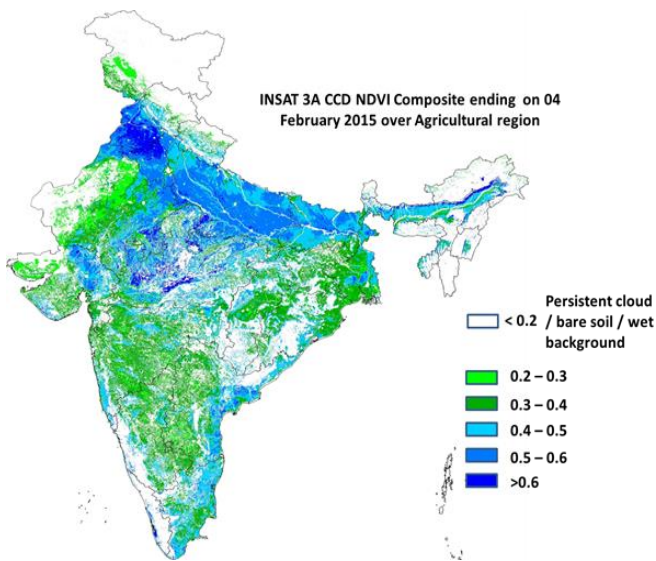 INSAT 3A CCD NDVI Composite ending on 04
February 2015 over Agricultural region
< 0.2
Persistent cloud
/ bare soil / wet
background
0.2 – 0.3
0.3 – 0.4
0.4 – 0.5
0.5 – 0.6
>0.6